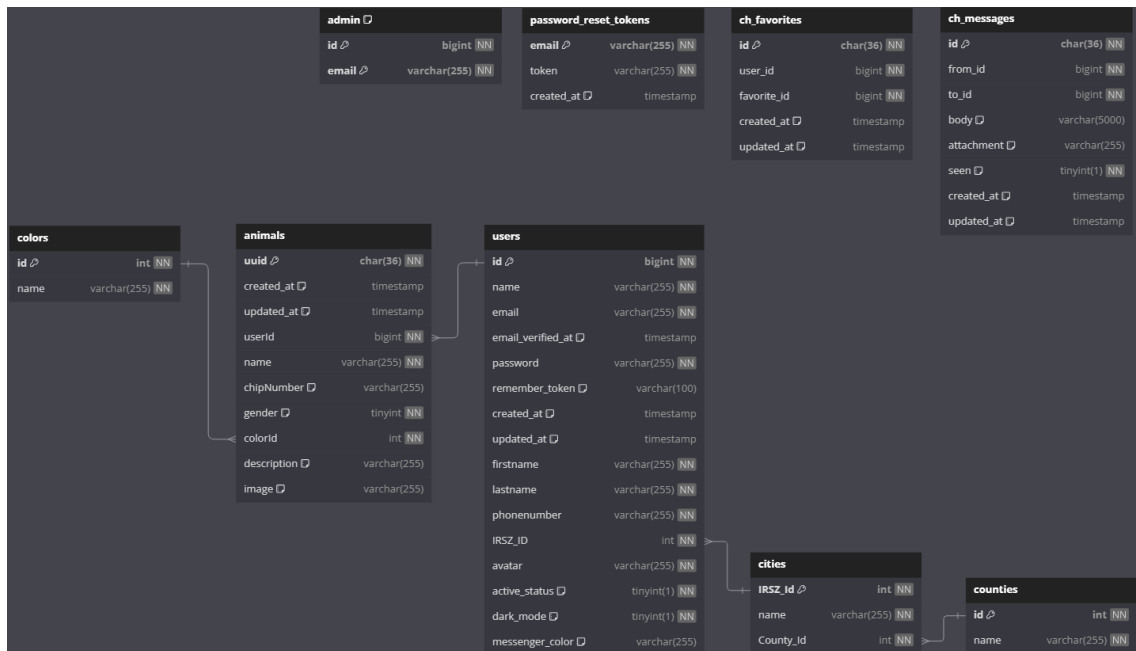 admin
id bigint NN
email varchar(255) NN
password_reset_tokens
email varchar(255) NN
token varchar(255) NN
created_at timestamp
ch_favorites
id char(36) NN
user_id bigint NN
favorite_id bigint NN
created_at timestamp
updated_at timestamp
ch_messages
id char(36) NN
from_id bigint NN
to_id bigint NN
body varchar(5000)
attachment varchar(255)
seen tinyint(1) NN
created_at timestamp
updated_at timestamp
colors
id int NN
name varchar(255) NN
animals
uuid char(36) NN
created_at timestamp
updated_at timestamp
userId bigint NN
name varchar(255) NN
chipNumber varchar(255)
gender tinyint NN
colorId int NN
description varchar(255)
image varchar(255)
users
id bigint NN
name varchar(255) NN
email varchar(255) NN
email_verified_at timestamp
password varchar(255) NN
remember_token varchar(100)
created_at timestamp
updated_at timestamp
firstname varchar(255) NN
lastname varchar(255) NN
phonenumber varchar(255) NN
IRSZ_ID int NN
avatar varchar(255) NN
active_status tinyint(1) NN
dark_mode tinyint(1) NN
messenger_color varchar(255)
cities
IRSZ_Id int NN
name varchar(255) NN
County_Id int NN
counties
id int NN
name varchar(255) NN